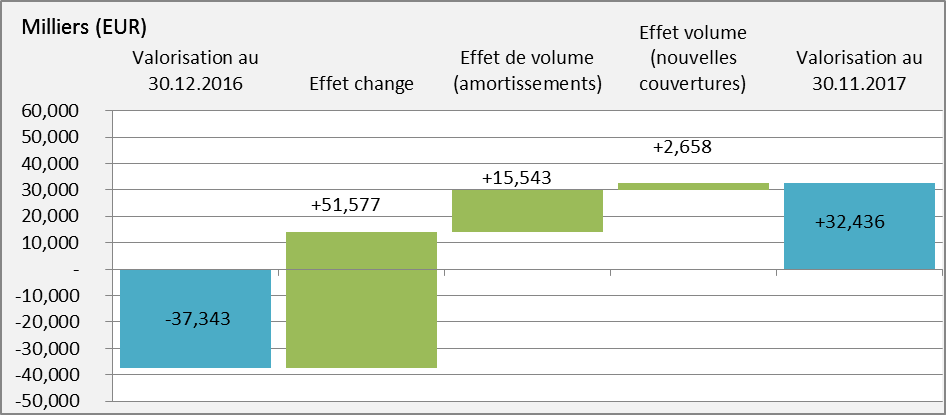 Milliers (EUR)
Valorisation au
30.12.2016
Effet change
Effet de volume
(amortissements)
Effet volume
(nouvelles
couvertures)
Valorisation au
30.11.2017
60,000
50,000
40,000
30,000
20,000
10,000
-
-10,000
-20,000
-30,000
-40,000
-50,000
-37,343
+51,577
+15,543
+2,658
+32,436